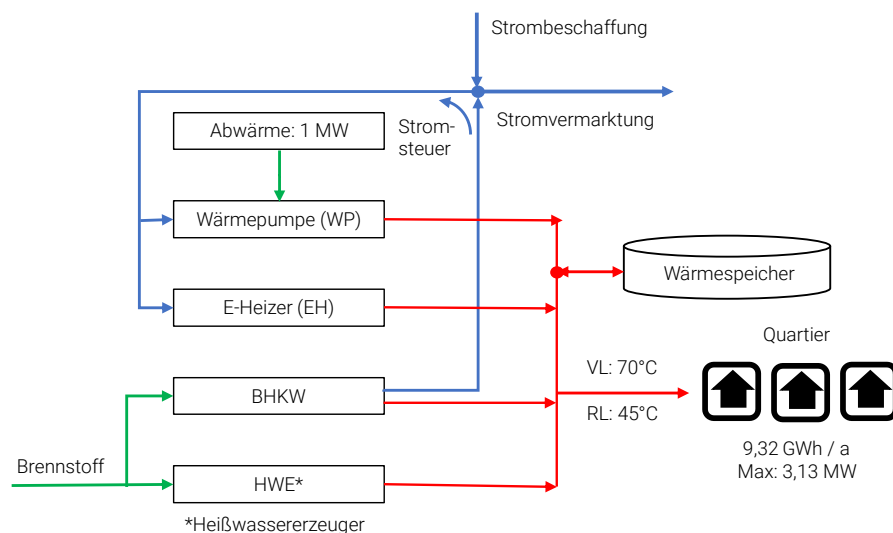 Strombeschaffung
Strom-
steuer
Stromvermarktung
Abwärme: 1 MW
Wärmepumpe (WP)
Wärmespeicher
E-Heizer (EH)
Quartier
VL: 70°C
RL: 45°C
BHKW
9,32 GWh / a
Max: 3,13 MW
Brennstoff
HWE*
*Heißwassererzeuger